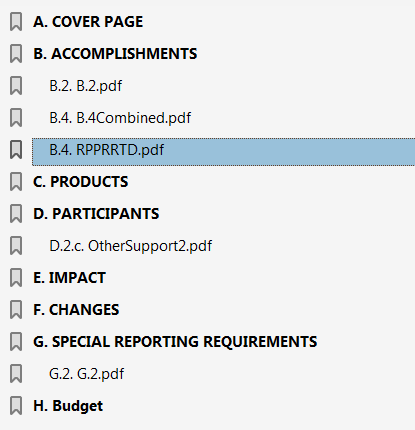 A. COVER PAGE
B. ACCOMPLISHMENTS
B.2. B.2.pdf
B.4. B.4Combined.pdf
B.4. RPPRRTD.pdf
C. PRODUCTS
D. PARTICIPANTS
D.2.c. OtherSupport2.pdf
E. IMPACT
F. CHANGES
G. SPECIAL REPORTING REQUIREMENTS
G.2. G.2.pdf
H. Budget